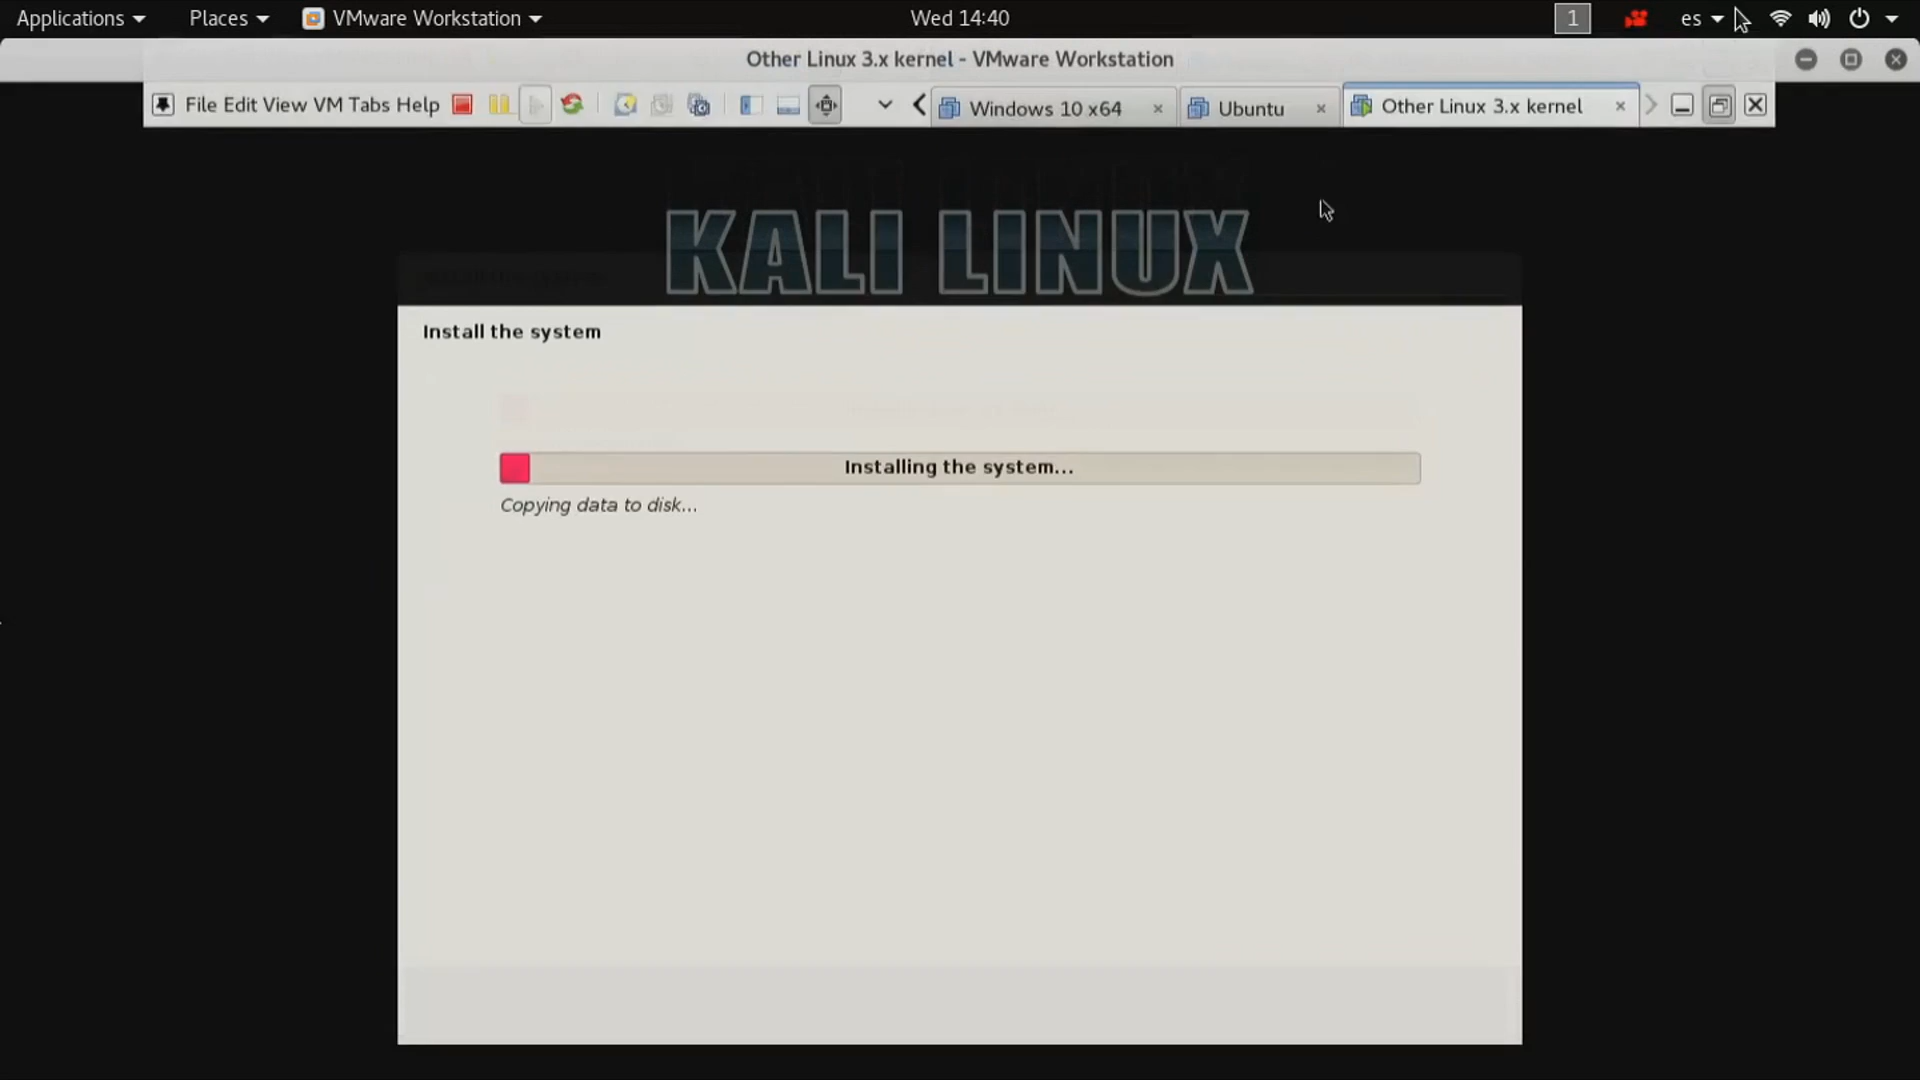 Applications Places VMware Workstation Wed 14:40 1 es
Other Linux 3.x kernel - VMware Workstation
File Edit View VM Tabs Help Windows 10 x64 Ubuntu Other Linux 3.x kernel
KALI LINUX
Install the system
Installing the system...
Copying data to disk...